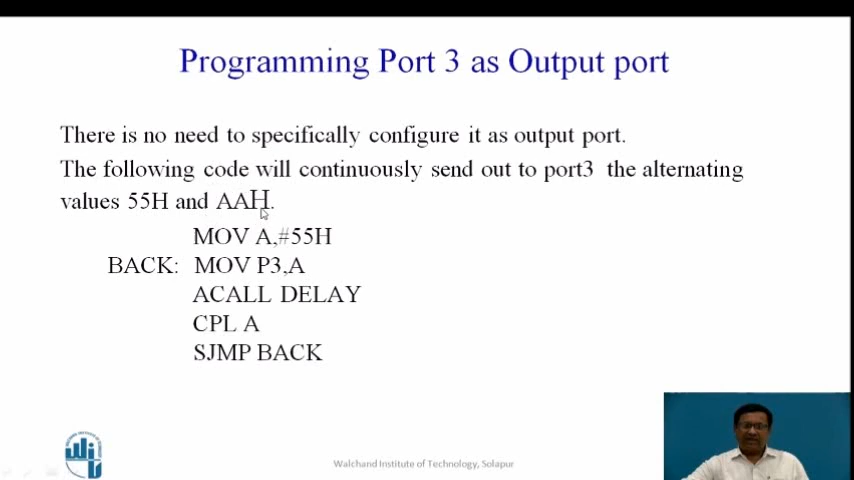 Programming Port 3 as Output port
There is no need to specifically configure it as output port.
The following code will continuously send out to port3 the alternating
values 55H and AAH.
MOV A,#55H
BACK: MOV P3,A
ACALL DELAY
CPL A
SJMP BACK
Walchand Institute of Technology, Solapur